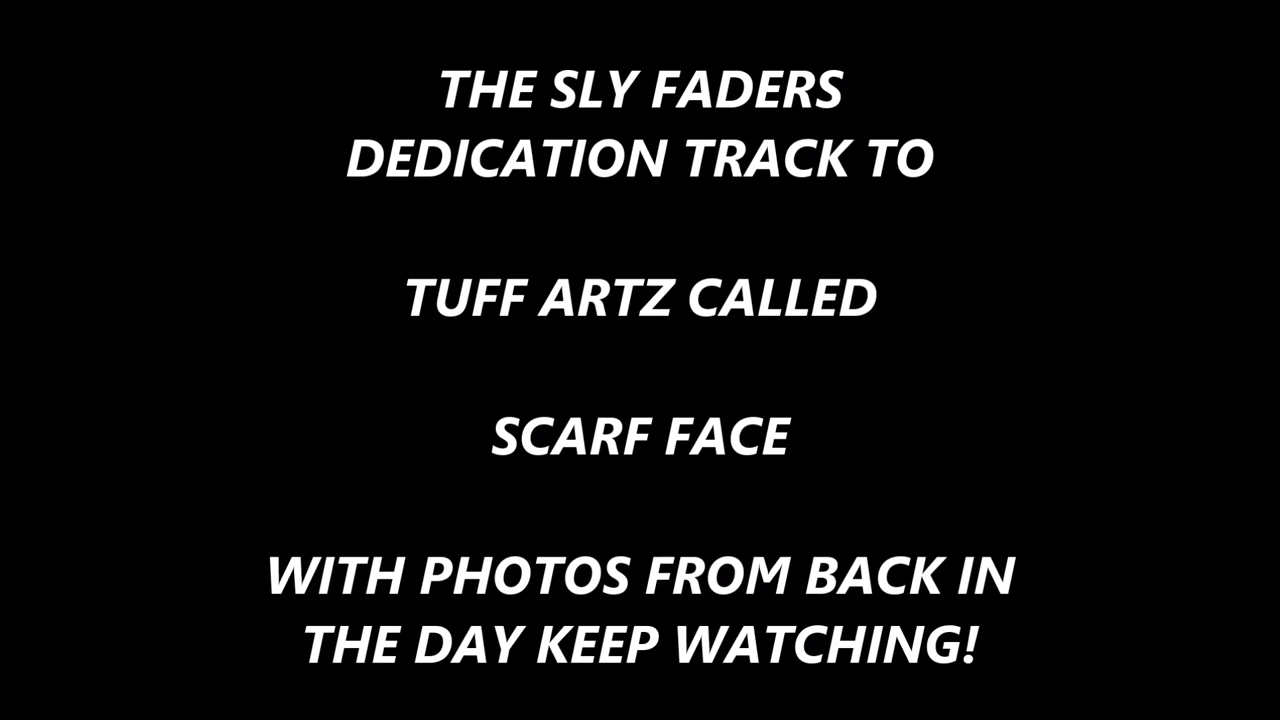 THE SLY FADERS
DEDICATION TRACK TO
TUFF ARTZ CALLED
SCARF FACE
WITH PHOTOS FROM BACK IN
THE DAY KEEP WATCHING!